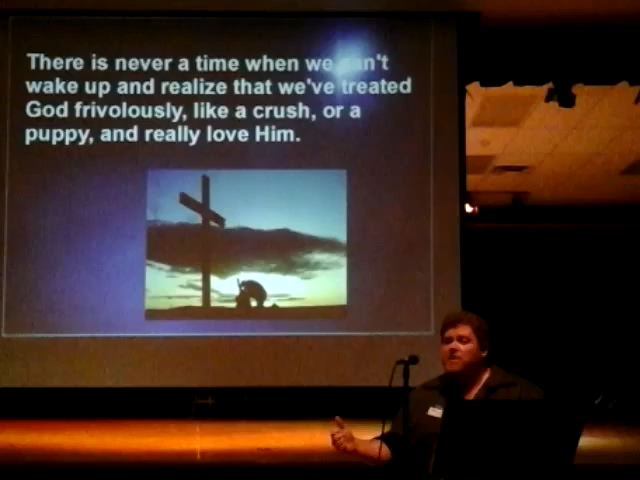 There is never a time when we can't
wake up and realize that we've treated
God frivolously, like a crush, or a
puppy, and really love Him.